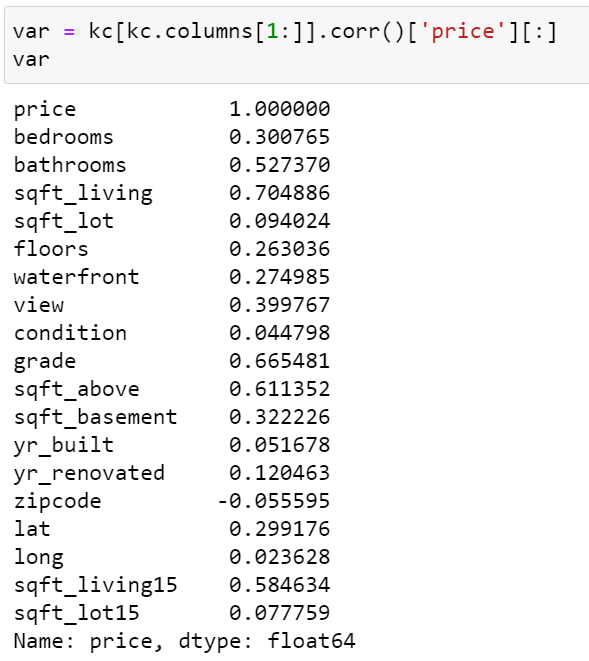 var = kc[kc.columns[1:]].corr()['price'][:]
var
price 1.000000
bedrooms 0.300765
bathrooms 0.527370
sqft_living 0.704886
sqft_lot 0.094024
floors 0.263036
waterfront 0.274985
view 0.399767
condition 0.044798
grade 0.665481
sqft_above 0.611352
sqft_basement 0.322226
yr_built 0.051678
yr_renovated 0.120463
zipcode -0.055595
lat 0.299176
long 0.023628
sqft_living15 0.584634
sqft_lot15 0.077759
Name: price, dtype: float64